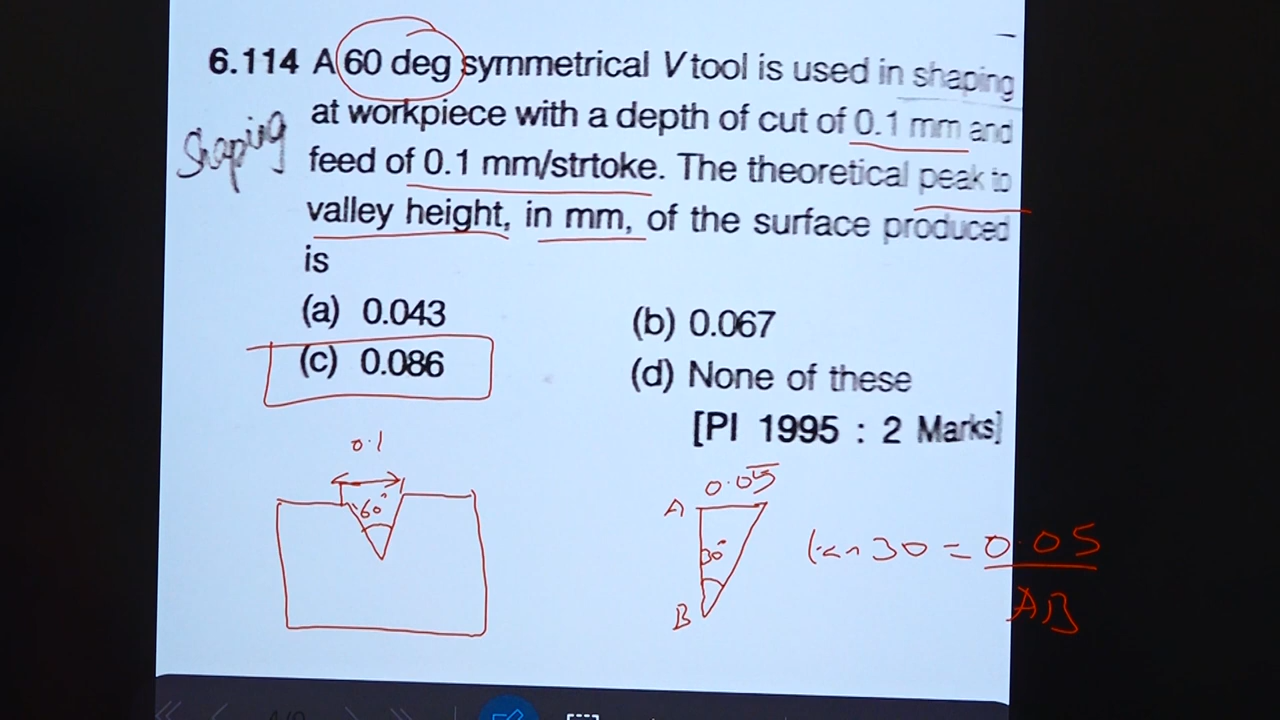 6.114 A 60 deg symmetrical V tool is used in shaping
at workpiece with a depth of cut of 0.1 mm and
Shaping
feed of 0.1 mm/strtoke. The theoretical peak to
valley height, in mm, of the surface produced
is
(a) 0.043 (b) 0.067
(c) 0.086 (d) None of these
[PI 1995 : 2 Marks]
0.1
60°
0.05
A
30°
B
tan 30 = 0.05
AB